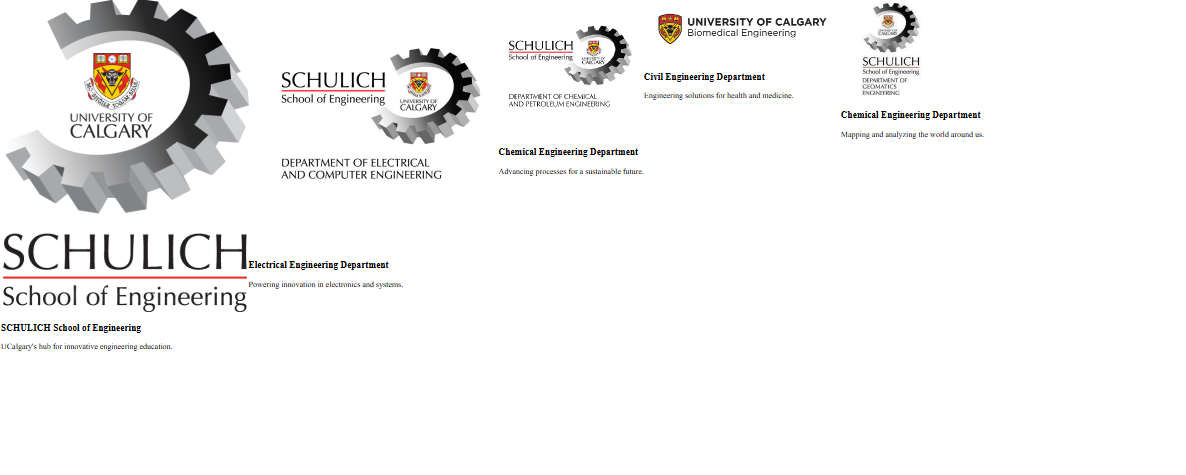 UNIVERSITY OF
CALGARY
SCHULICH
School of Engineering
SCHULICH School of Engineering
UCalgary's hub for innovative engineering education.
SCHULICH
School of Engineering
UNIVERSITY OF
CALGARY
DEPARTMENT OF ELECTRICAL
AND COMPUTER ENGINEERING
Electrical Engineering Department
Powering innovation in electronics and systems.
SCHULICH
School of Engineering
UNIVERSITY OF
CALGARY
DEPARTMENT OF CHEMICAL
AND PETROLEUM ENGINEERING
Chemical Engineering Department
Advancing processes for a sustainable future.
UNIVERSITY OF CALGARY
Biomedical Engineering
Civil Engineering Department
Engineering solutions for health and medicine.
SCHULICH
School of Engineering
DEPARTMENT OF
GEOMATICS
ENGINEERING
Chemical Engineering Department
Mapping and analyzing the world around us.